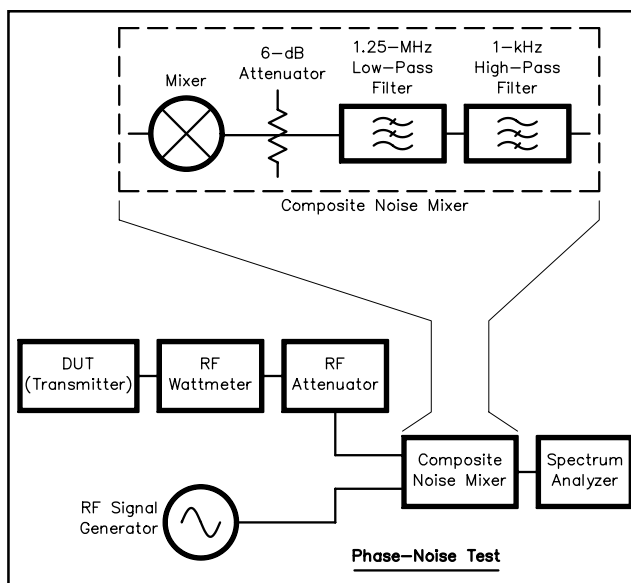 6-dB
Attenuator
1.25-MHz
Low-Pass
Filter
1-kHz
High-Pass
Filter
Mixer
Composite Noise Mixer
DUT
(Transmitter)
RF
Wattmeter
RF
Attenuator
Composite
Noise Mixer
Spectrum
Analyzer
RF Signal
Generator
Phase-Noise Test